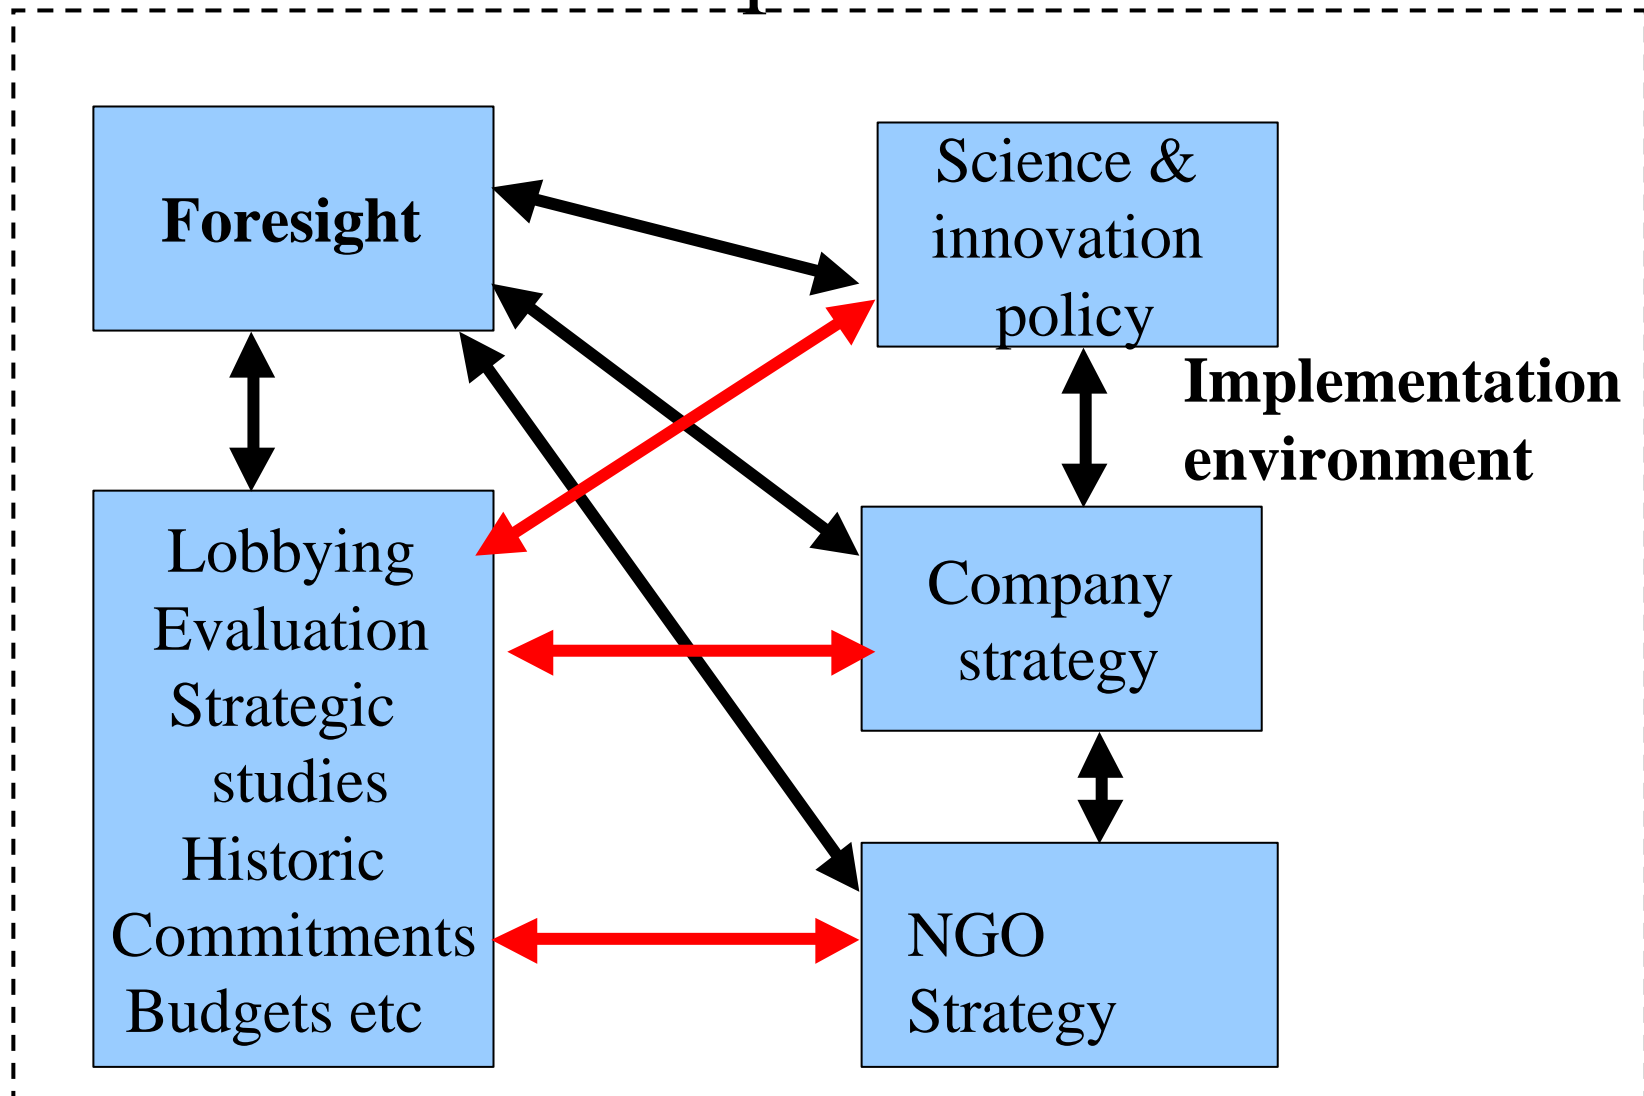 Foresight
Science &
innovation
policy
Implementation
environment
Lobbying
Evaluation
Strategic
studies
Historic
Commitments
Budgets etc
Company
strategy
NGO
Strategy